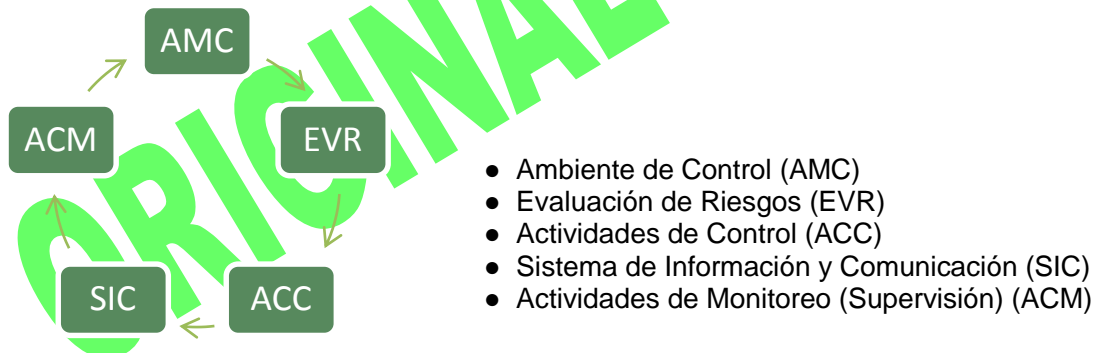 AMC
ACM
EVR
SIC
ACC
ORIGINAL
● Ambiente de Control (AMC)
● Evaluación de Riesgos (EVR)
● Actividades de Control (ACC)
● Sistema de Información y Comunicación (SIC)
● Actividades de Monitoreo (Supervisión) (ACM)